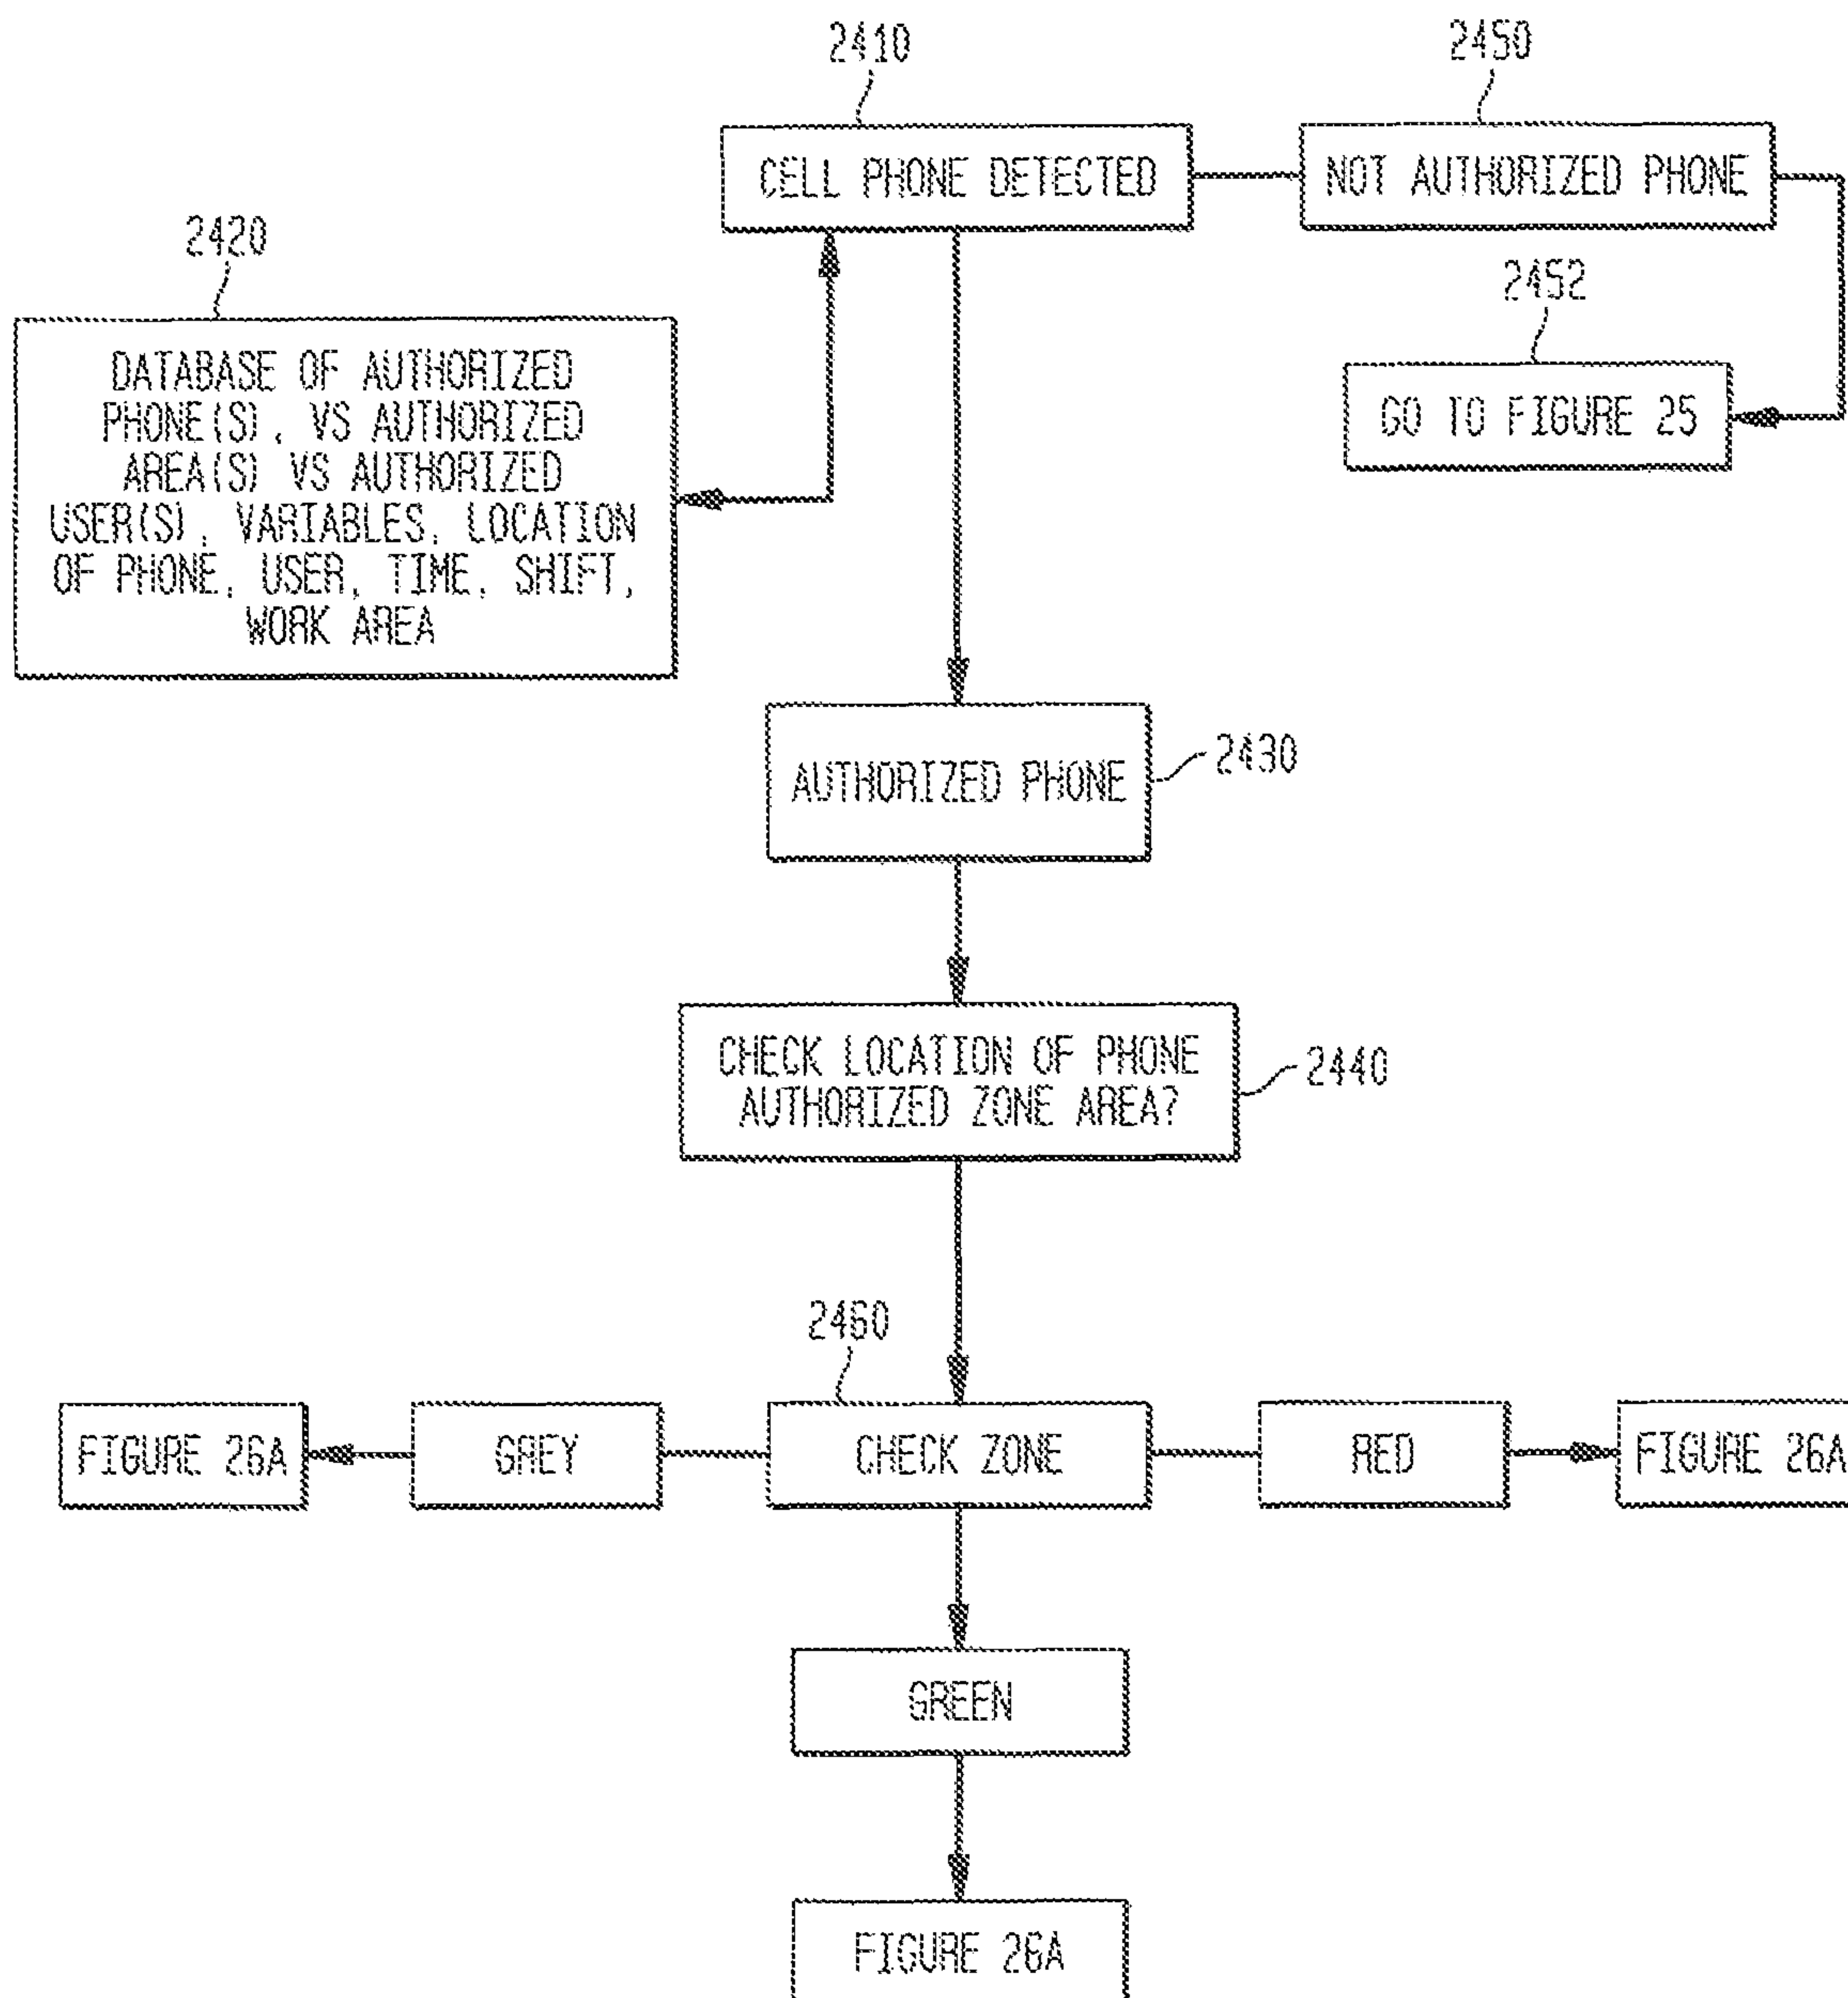 2410
2450
CELL PHONE DETECTED
NOT AUTHORIZED PHONE
2420
2452
DATABASE OF AUTHORIZED
PHONE(S), VS AUTHORIZED
AREA(S) VS AUTHORIZED
USER(S), VARIABLES, LOCATION
OF PHONE, USER, TIME, SHIFT,
WORK AREA
GO TO FIGURE 25
AUTHORIZED PHONE
2430
CHECK LOCATION OF PHONE
AUTHORIZED ZONE AREA?
2440
2460
FIGURE 26A
GREY
CHECK ZONE
RED
FIGURE 26A
GREEN
FIGURE 26A